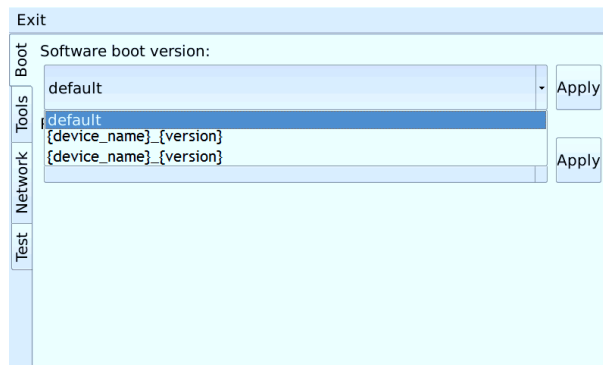 Exit
Boot
Tools
Network
Test
Software boot version:
default
Apply
default
{device_name}_{version}
{device_name}_{version}
Apply